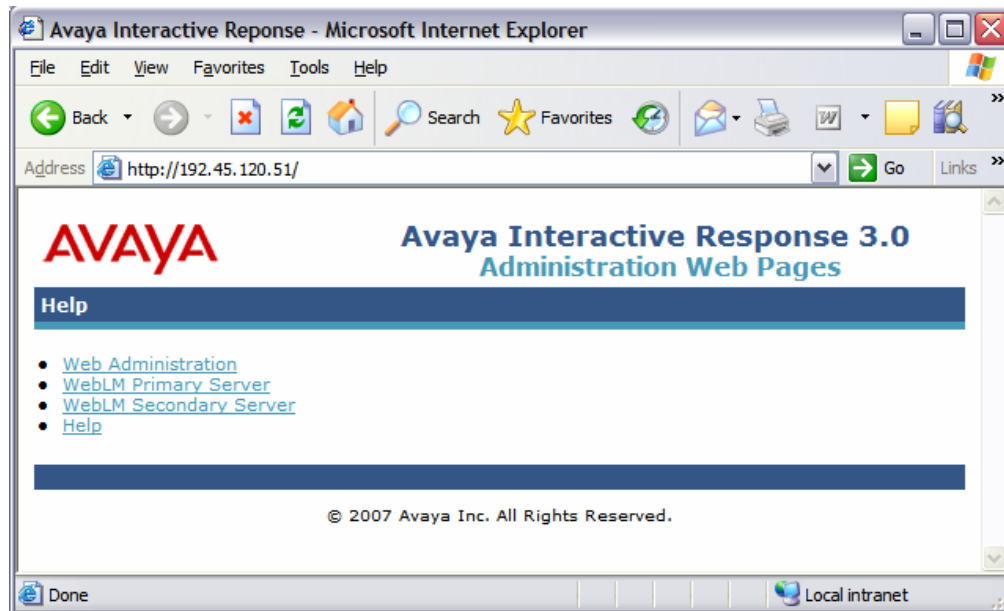 Avaya Interactive Reponse - Microsoft Internet Explorer
File Edit View Favorites Tools Help
Back Search Favorites
Address http://192.45.120.51/ Go Links »
AVAYA
Avaya Interactive Response 3.0
Administration Web Pages
Help
Web Administration
WebLM Primary Server
WebLM Secondary Server
Help
© 2007 Avaya Inc. All Rights Reserved.
Done Local intranet